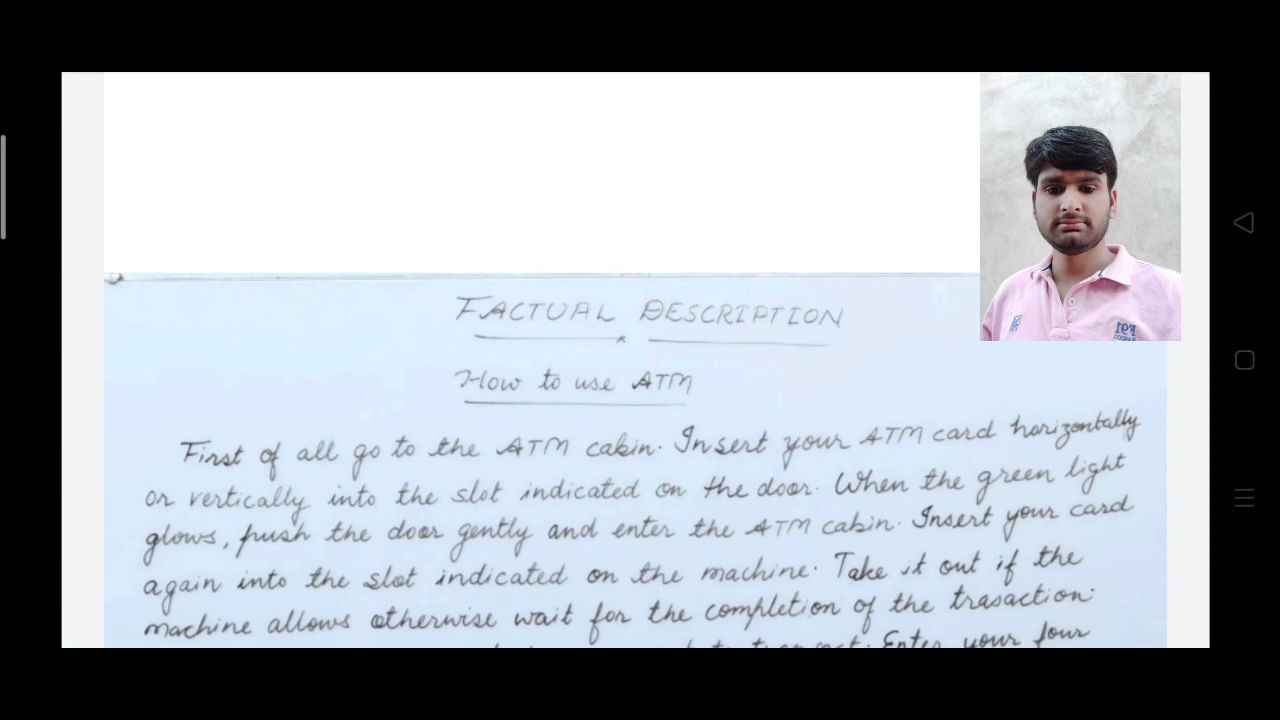 FACTUAL DESCRIPTION
How to use ATM
First of all go to the ATM cabin. Insert your ATM card horizontally
or vertically into the slot indicated on the door. When the green light
glows, push the door gently and enter the ATM cabin. Insert your card
again into the slot indicated on the machine. Take it out if the
machine allows otherwise wait for the completion of the trasaction.
Enter your four